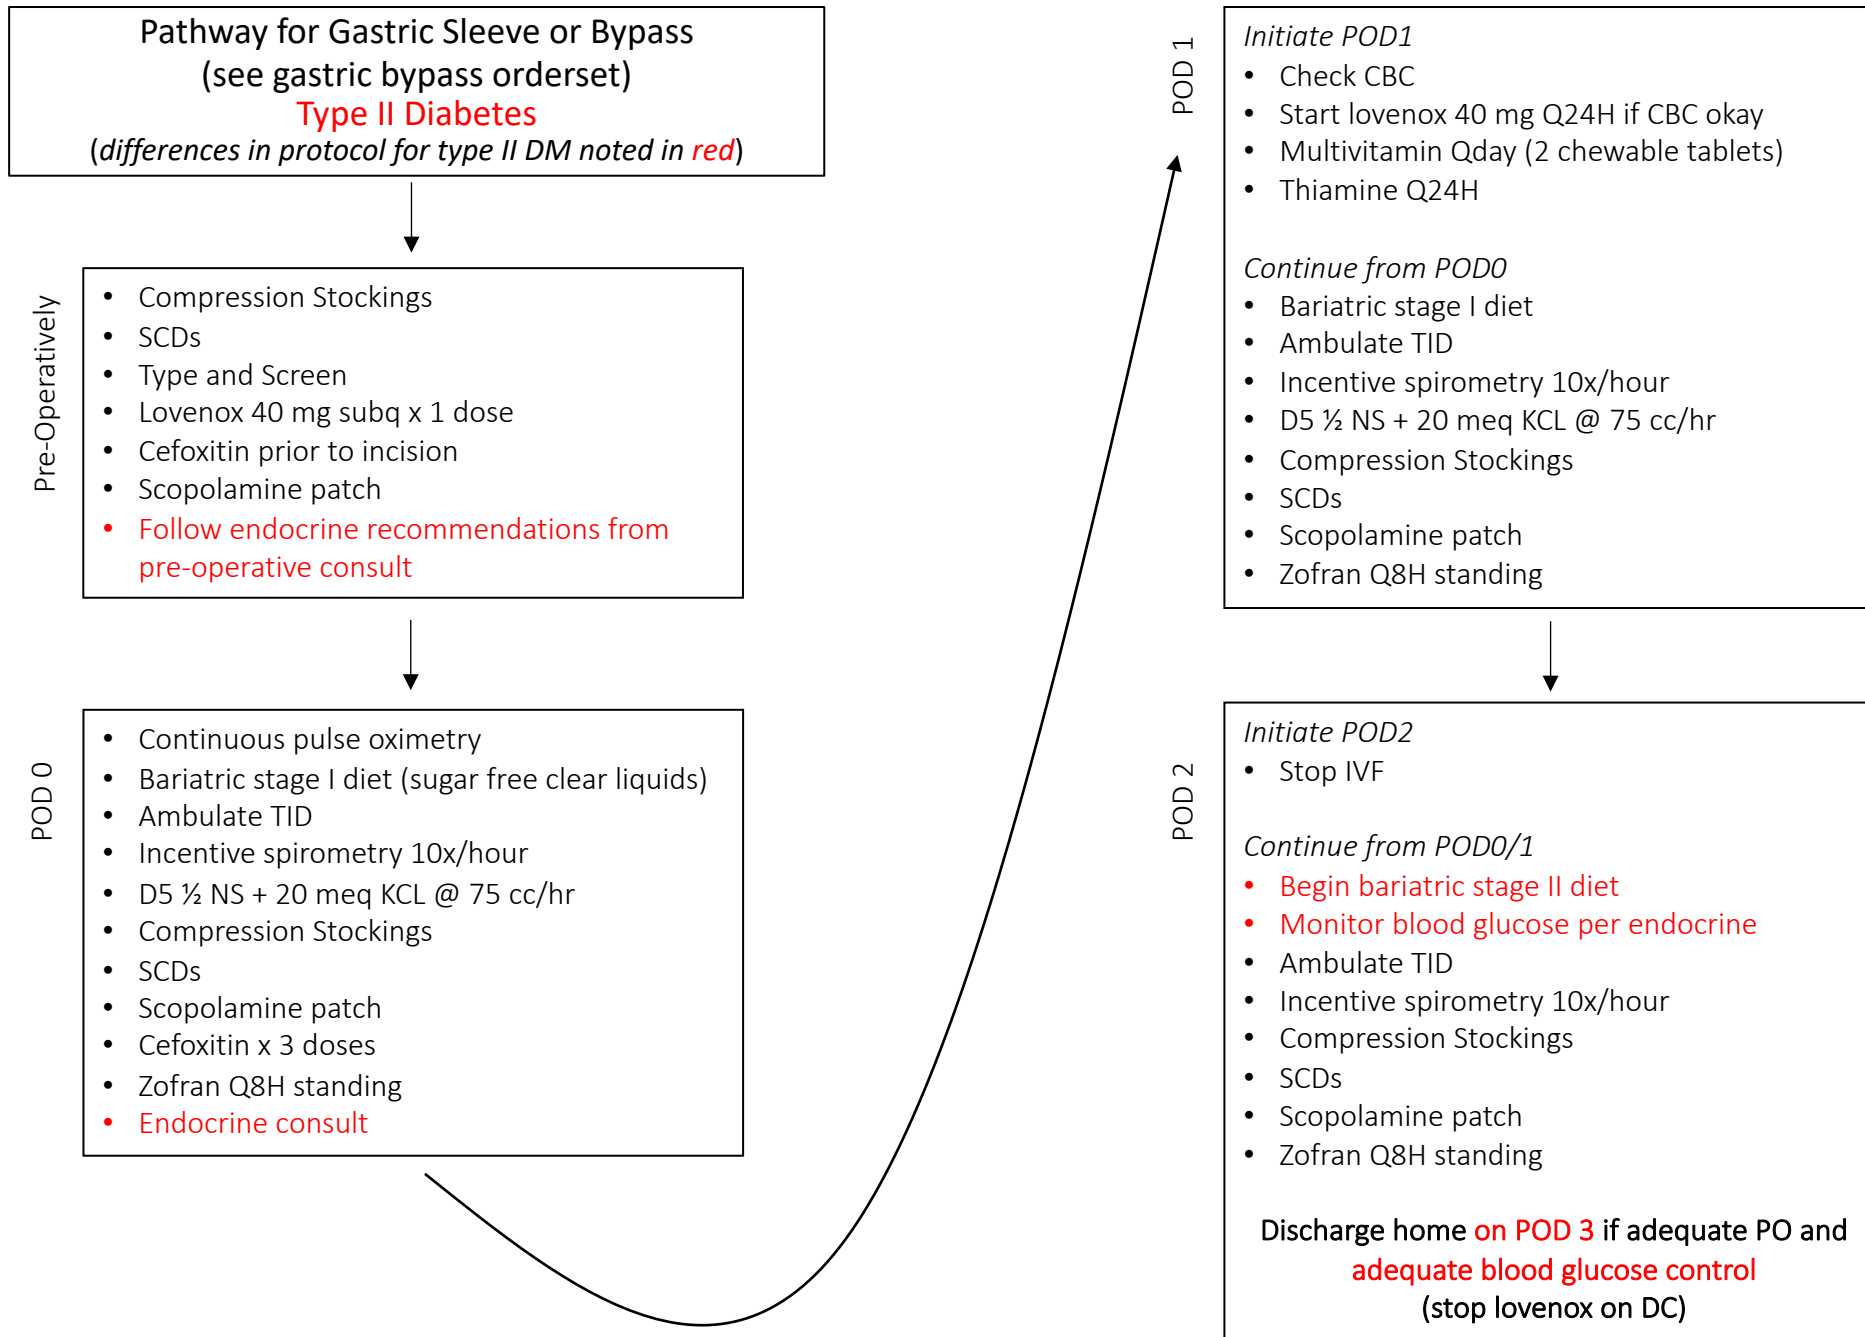 Pathway for Gastric Sleeve or Bypass
(see gastric bypass orderset)
Type II Diabetes
(differences in protocol for type II DM noted in red)
Pre-Operatively
• Compression Stockings
• SCDs
• Type and Screen
• Lovenox 40 mg subq x 1 dose
• Cefoxitin prior to incision
• Scopolamine patch
• Follow endocrine recommendations from
pre-operative consult
POD 0
• Continuous pulse oximetry
• Bariatric stage I diet (sugar free clear liquids)
• Ambulate TID
• Incentive spirometry 10x/hour
• D5 ½ NS + 20 meq KCL @ 75 cc/hr
• Compression Stockings
• SCDs
• Scopolamine patch
• Cefoxitin x 3 doses
• Zofran Q8H standing
• Endocrine consult
POD 1
Initiate POD1
• Check CBC
• Start lovenox 40 mg Q24H if CBC okay
• Multivitamin Qday (2 chewable tablets)
• Thiamine Q24H
Continue from POD0
• Bariatric stage I diet
• Ambulate TID
• Incentive spirometry 10x/hour
• D5 ½ NS + 20 meq KCL @ 75 cc/hr
• Compression Stockings
• SCDs
• Scopolamine patch
• Zofran Q8H standing
POD 2
Initiate POD2
• Stop IVF
Continue from POD0/1
• Begin bariatric stage II diet
• Monitor blood glucose per endocrine
• Ambulate TID
• Incentive spirometry 10x/hour
• Compression Stockings
• SCDs
• Scopolamine patch
• Zofran Q8H standing
Discharge home on POD 3 if adequate PO and
adequate blood glucose control
(stop lovenox on DC)